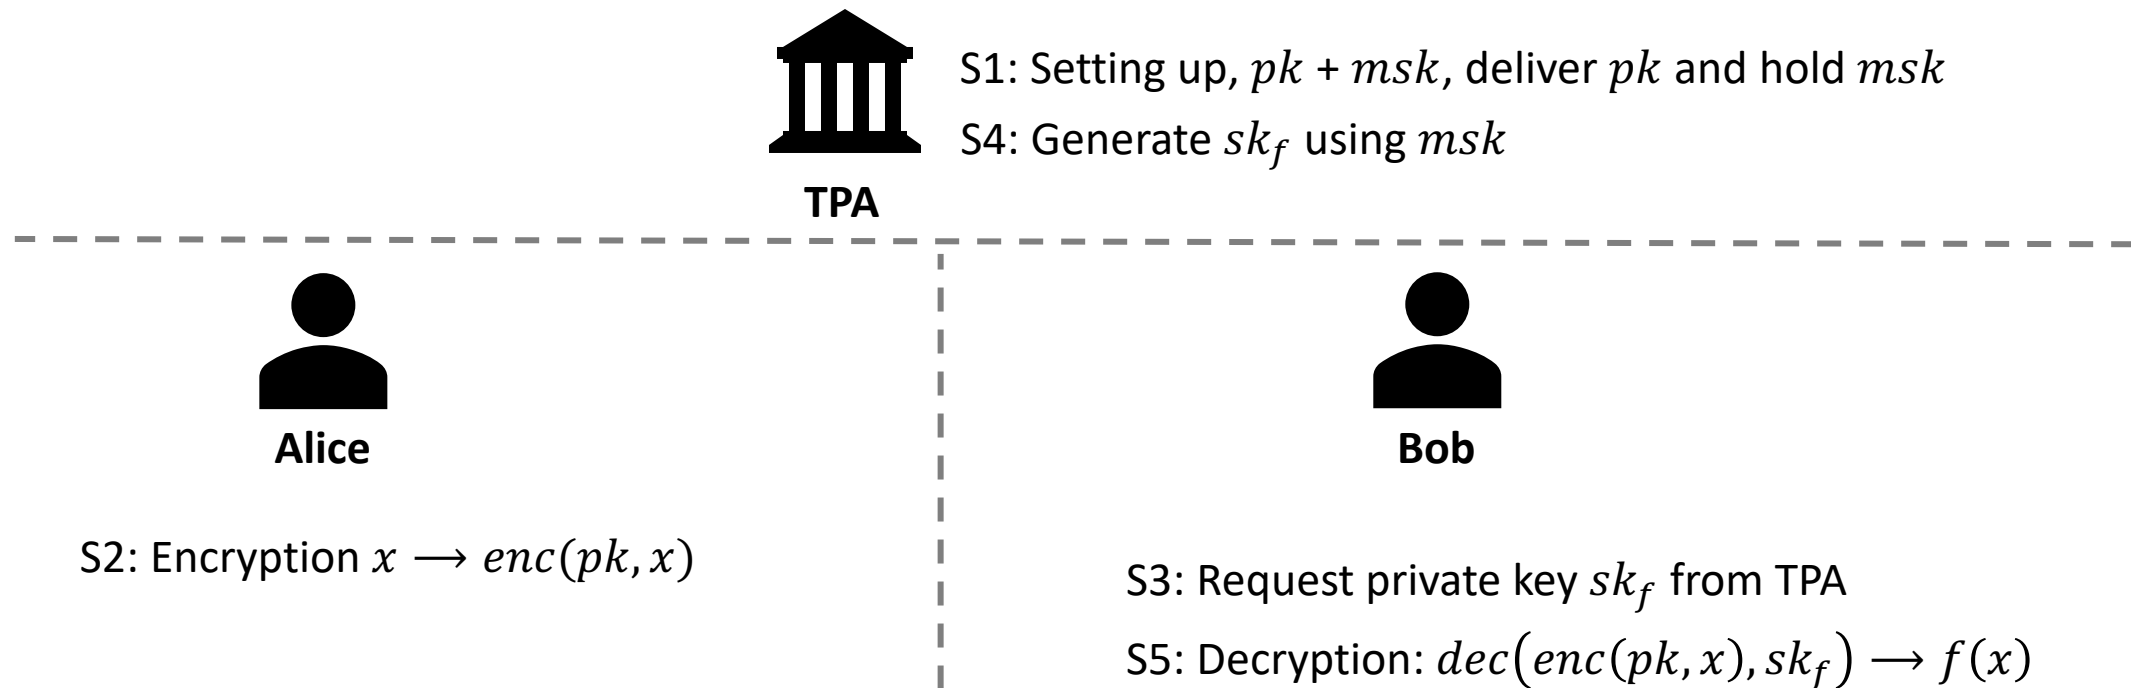 S1: Setting up, pk + msk, deliver pk and hold msk
S4: Generate sk_f using msk
TPA
Alice
Bob
S2: Encryption x ⟶ enc(pk, x)
S3: Request private key sk_f from TPA
S5: Decryption: dec(enc(pk, x), sk_f) ⟶ f(x)